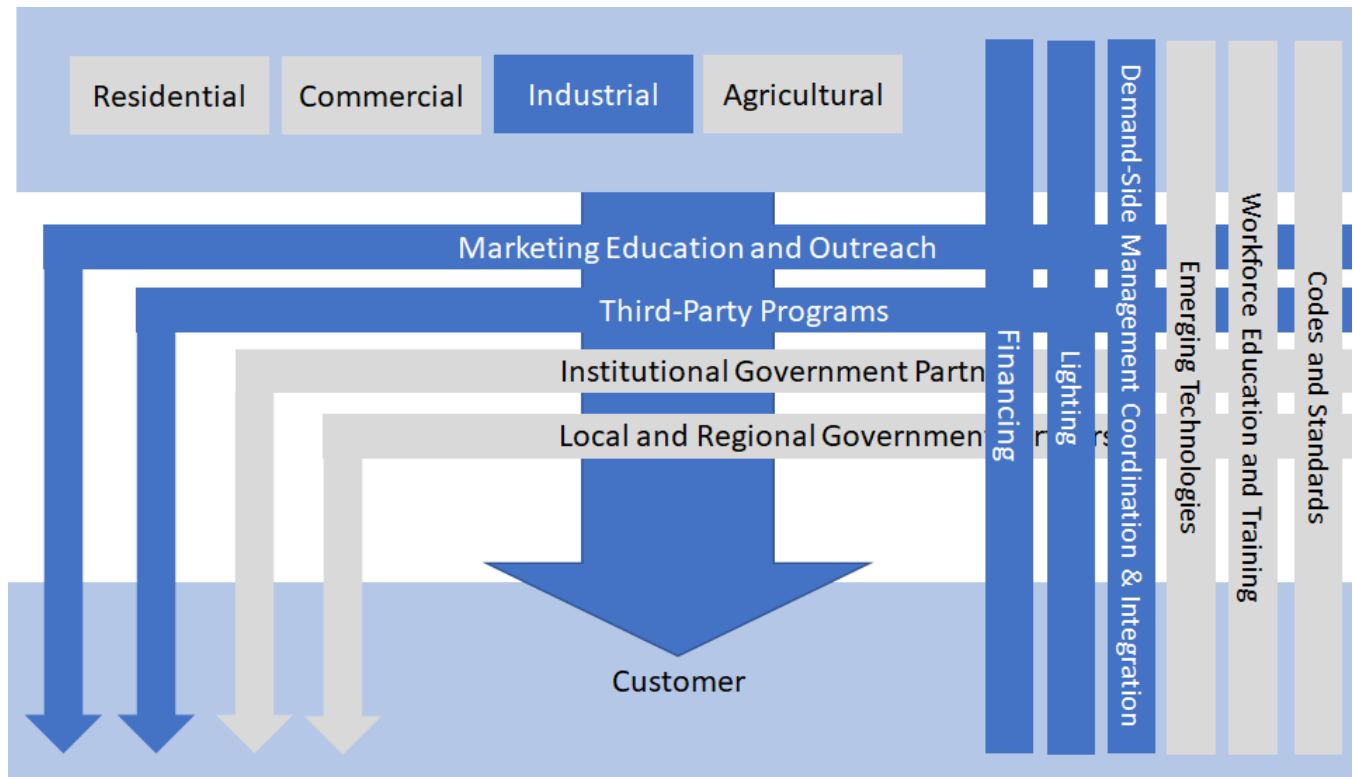 Residential
Commercial
Industrial
Agricultural
Marketing Education and Outreach
Third-Party Programs
Institutional Government Partn
Local and Regional Government
Customer
Financing
Lighting
Demand-Side Management Coordination & Integration
Emerging Technologies
Workforce Education and Training
Codes and Standards